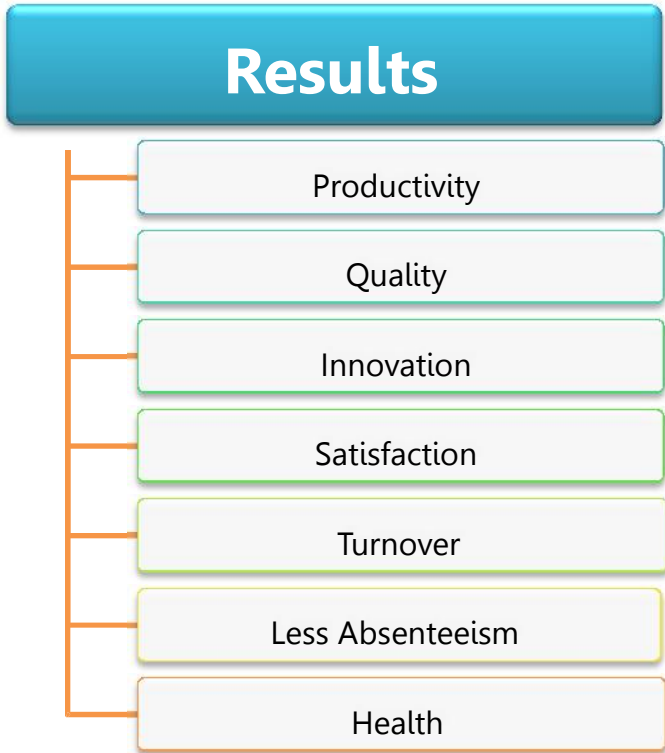 Results
Productivity
Quality
Innovation
Satisfaction
Turnover
Less Absenteeism
Health